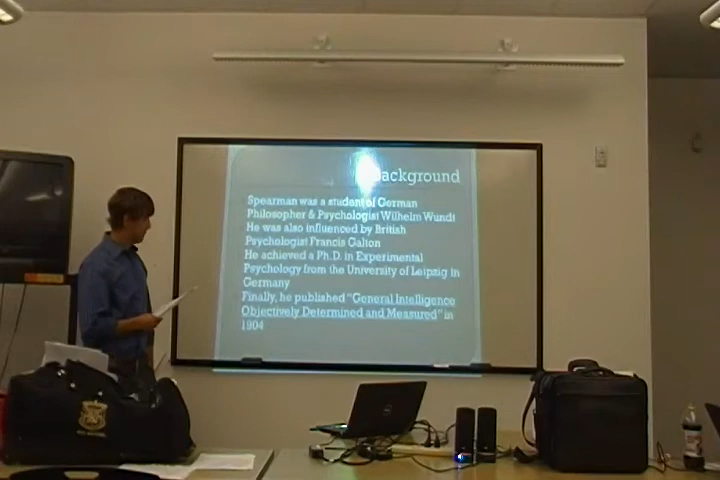 Background
Spearman was a student of German
Philosopher & Psychologist Wilhelm Wundt
He was also influenced by British
Psychologist Francis Galton
He achieved a Ph.D. in Experimental
Psychology from the University of Leipzig in
Germany
Finally, he published "General Intelligence
Objectively Determined and Measured" in
1904